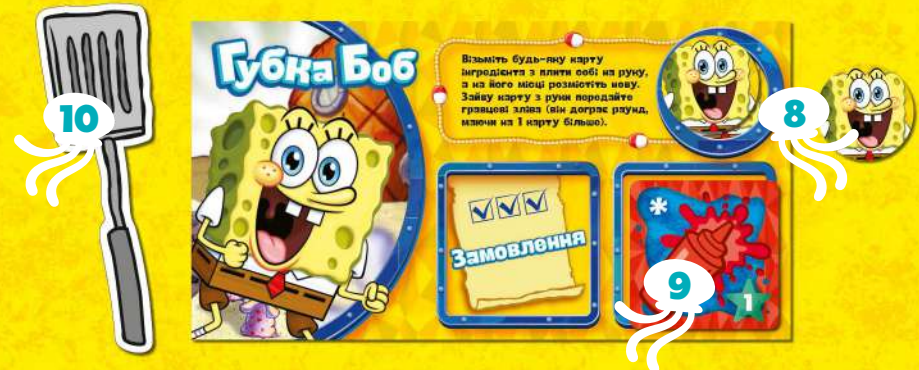 10
Губка Боб
Візьміть будь-яку карту
інгредієнта з плити собі на руку,
а на його місці розмістіть нову.
Зайву карту з руки передайте
гравцеві зліва (він дограє раунд,
маючи на 1 карту більше).
8
Замовлення
*
9
1